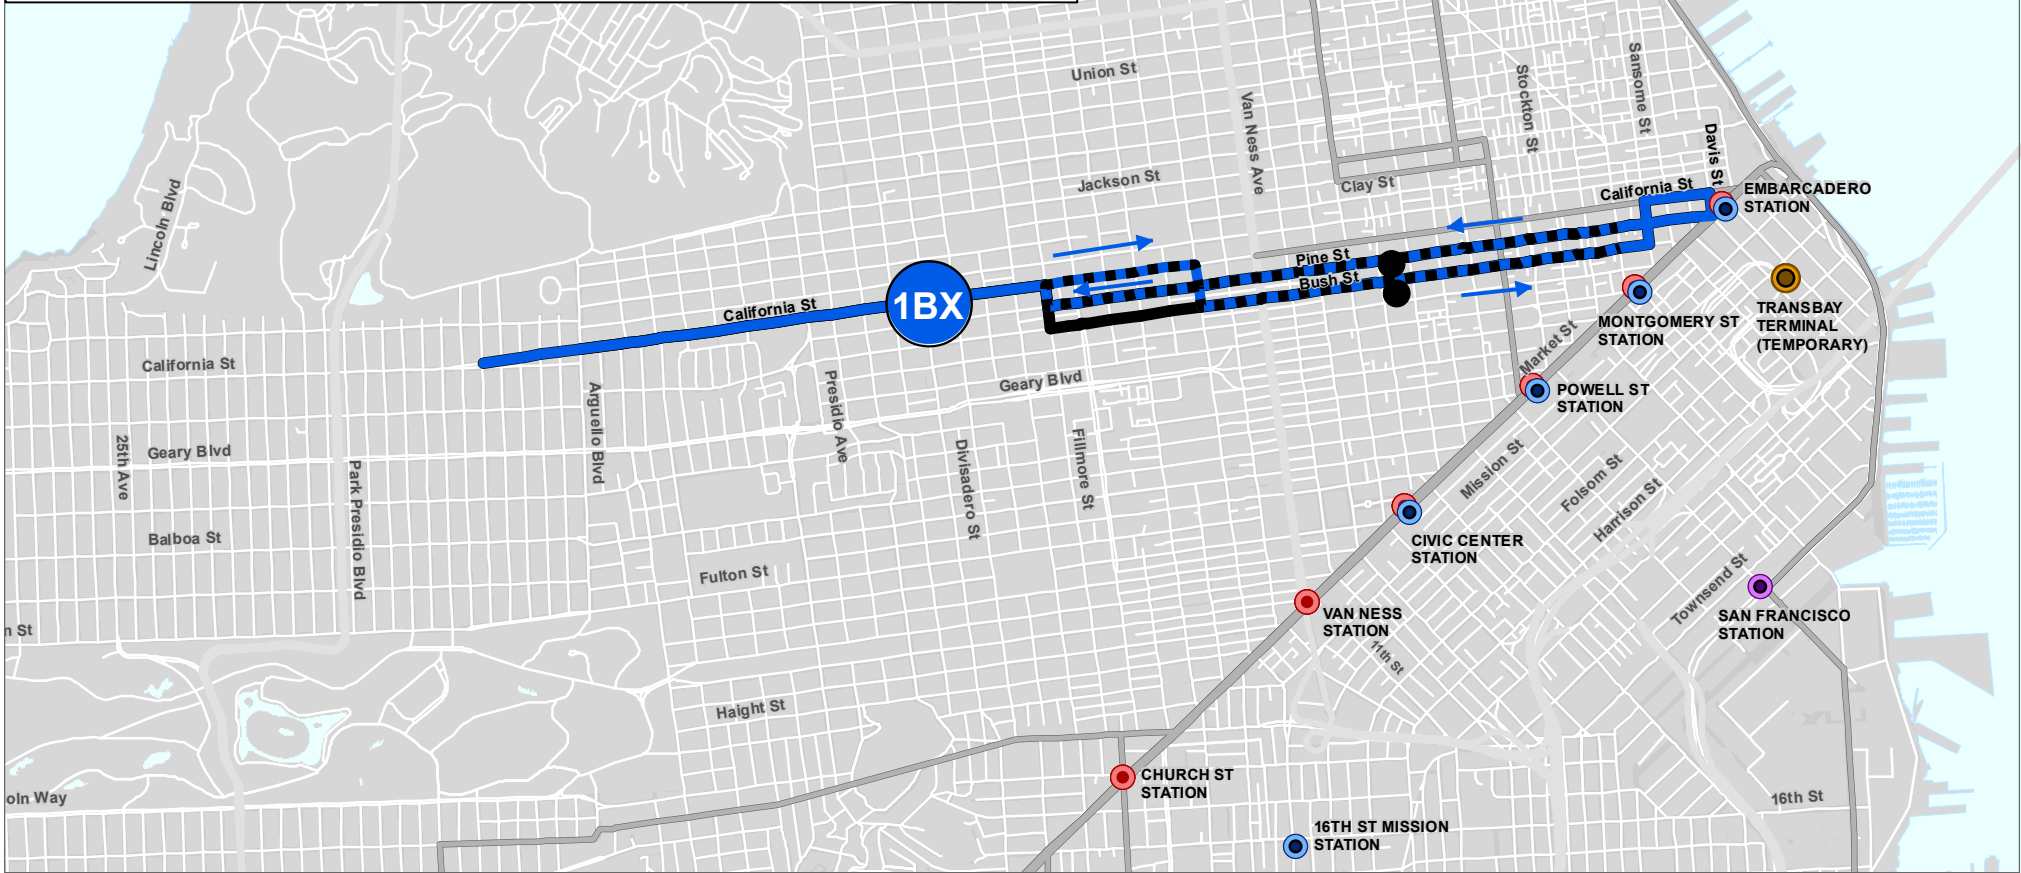 Union St
Sansome St
Stockton St
Van Ness Ave
Davis St
Lincoln Blvd
Jackson St
Clay St
California St
EMBARCADERO
STATION
Pine St
Bush St
1BX
California St
TRANSBAY
TERMINAL
(TEMPORARY)
MONTGOMERY ST
STATION
Market St
California St
Presidio Ave
Geary Blvd
Arguello Blvd
POWELL ST
STATION
25th Ave
Geary Blvd
Park Presidio Blvd
Divisadero St
Fillmore St
Mission St
Folsom St
Harrison St
Balboa St
CIVIC CENTER
STATION
Fulton St
Townsend St
VAN NESS
STATION
SAN FRANCISCO
STATION
n St
11th St
Haight St
CHURCH ST
STATION
oln Way
16th St
16TH ST MISSION
STATION